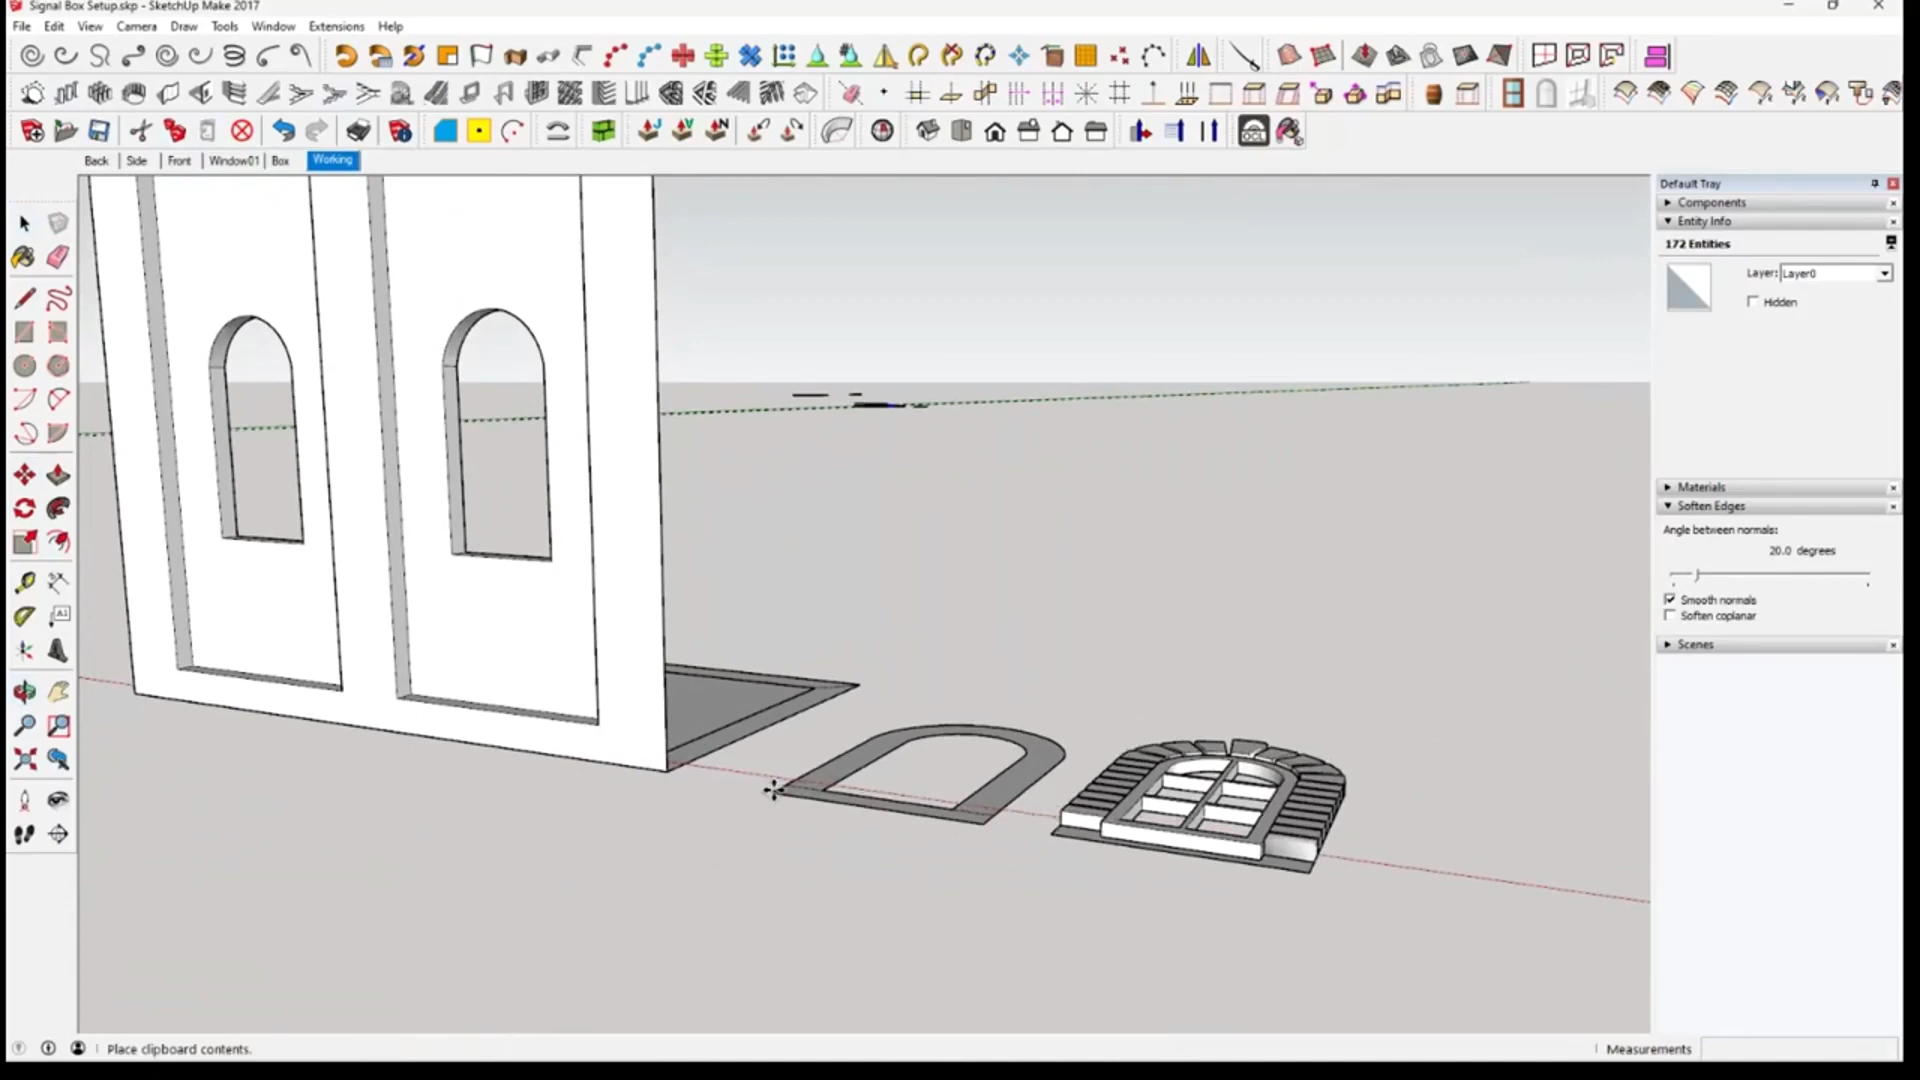 Signal Box Setup.skp - SketchUp Make 2017
File Edit View Camera Draw Tools Window Extensions Help
Back Side Front Window01 Box Working
Default Tray
Components
Entity Info
172 Entities
Layer: Layer0
Hidden
Materials
Soften Edges
Angle between normals:
20.0 degrees
Smooth normals
Soften coplanar
Scenes
Place clipboard contents.
Measurements